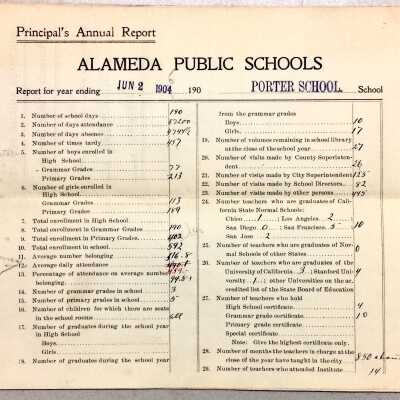 Principal's Annual Report
ALAMEDA PUBLIC SCHOOLS
Report for year ending JUN 2 1904 190 PORTER SCHOOL. School
1. Number of school days 190
2. Number of days attendance
3. Number of days absence
4. Number of times tardy 457
5. Number of boys enrolled in
High School
Grammar Grades 77
Primary Grades 213
6. Number of girls enrolled in
High School
Grammar Grades 113
Primary Grades 189
7. Total enrollment in High School
8. Total enrollment in Grammar Grades 190
9. Total enrollment in Primary Grades 402
10. Total enrollment in school 592
11. Average number belonging 516.8
12. Average daily attendance
13. Percentage of attendance on average number
belonging
14. Number of grammar grades in school 3
15. Number of primary grades in school 5
16. Number of children for whom there are seats
in the school rooms
17. Number of graduates during the school year
in High School
Boys
Girls
18. Number of graduates during the school year
from the grammar grades
Boys 10
Girls 17
19. Number of volumes remaining in school library
at the end of the school year 27
20. Number of visits made by County Superinten-
dent 26
21. Number of visits made by City Superintendent 125
22. Number of visits made by School Directors 82
23. Number of visits made by other persons 445
24. Number teachers who are graduates of Cali-
fornia State Normal Schools:
Chico 1 Los Angeles 2
San Diego 0 San Francisco 5 10
San Jose 2
25. Number of teachers who are graduates of Nor-
mal Schools of other States
26. Number of teachers who are graduates of the
University of California 3 ; Stanford Uni-
versity 1 ; other Universities on the ac-
credited list of the State Board of Education 4
27. Number of teachers who hold
High School certificate 4
Grammar grade certificate 10
Primary grade certificate
Special certificate
Note: Give the highest certificate only.
28. Number of months the teachers in charge at the
close of the year have taught in the city
29. Number of teachers who attended Institute 14